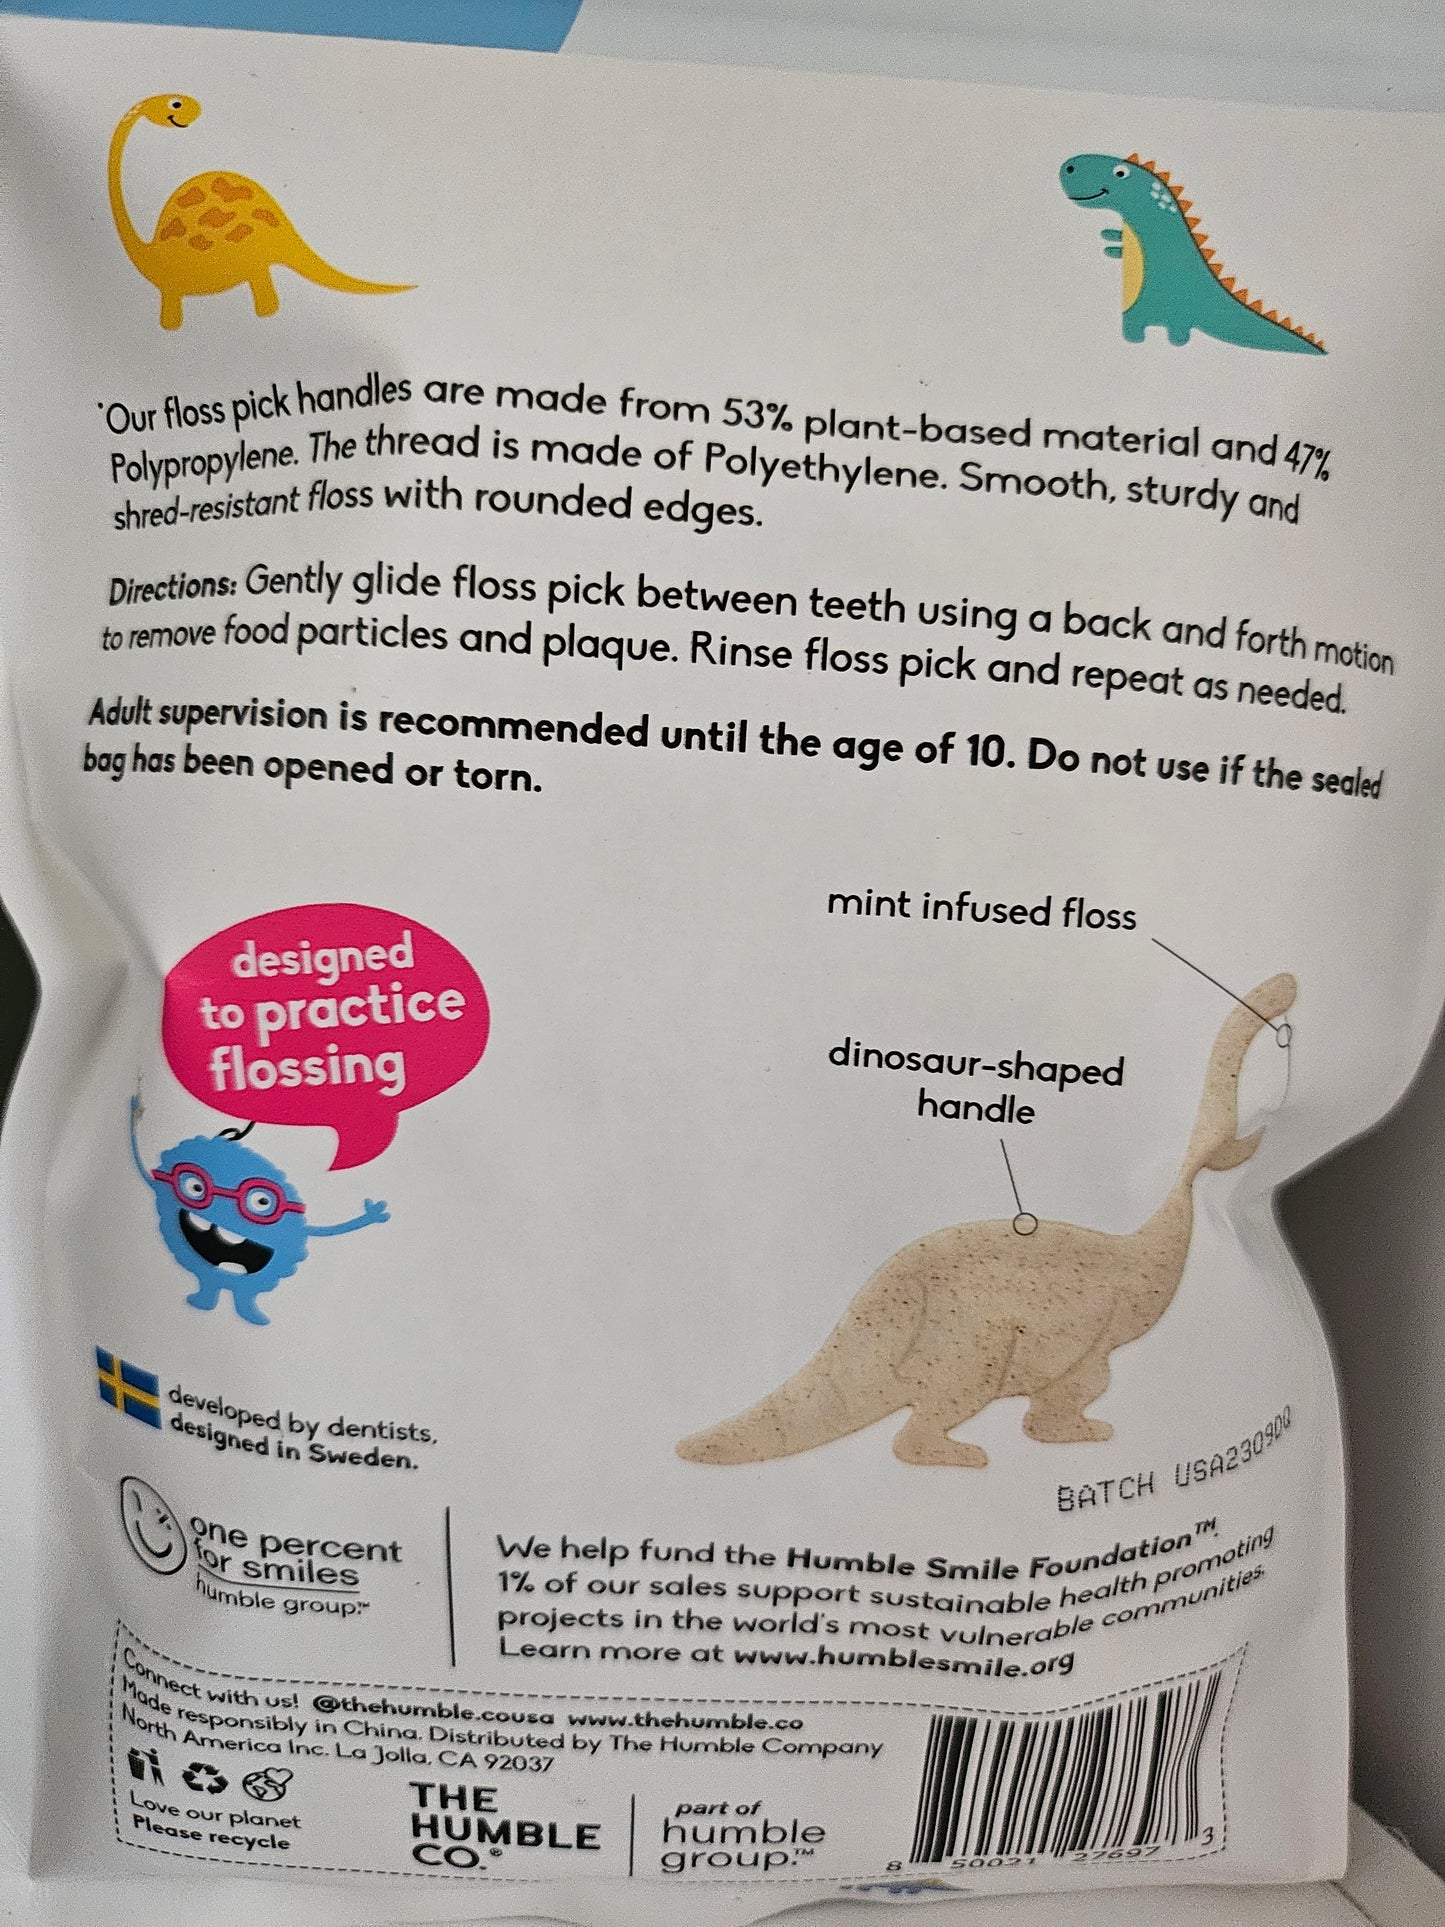 *Our floss pick handles are made from 53% plant-based material and 47%
Polypropylene. The thread is made of Polyethylene. Smooth, sturdy and
shred-resistant floss with rounded edges.
Directions: Gently glide floss pick between teeth using a back and forth motion
to remove food particles and plaque. Rinse floss pick and repeat as needed.
Adult supervision is recommended until the age of 10. Do not use if the sealed
bag has been opened or torn.
mint infused floss
dinosaur-shaped
handle
designed
to practice
flossing
developed by dentists,
designed in Sweden.
BATCH USA230900
one percent
for smiles
humble group.™
We help fund the Humble Smile Foundation™.
1% of our sales support sustainable health promoting
projects in the world's most vulnerable communities.
Learn more at www.humblesmile.org
Connect with us! @thehumble.cousa www.thehumble.co
Made responsibly in China. Distributed by The Humble Company
North America Inc. La Jolla, CA 92037
Love our planet
Please recycle
THE
HUMBLE
CO.®
part of
humble
group.™
8 50021 27697 3